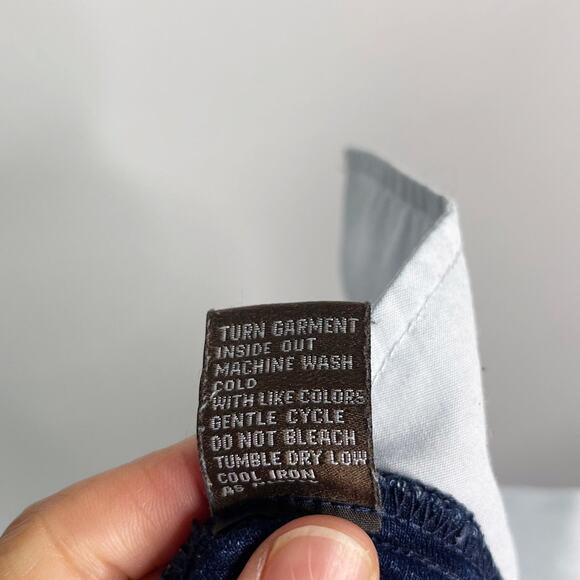 TURN GARMENT
INSIDE OUT
MACHINE WASH
COLD
WITH LIKE COLORS
GENTLE CYCLE
DO NOT BLEACH
TUMBLE DRY LOW
COOL IRON
AS